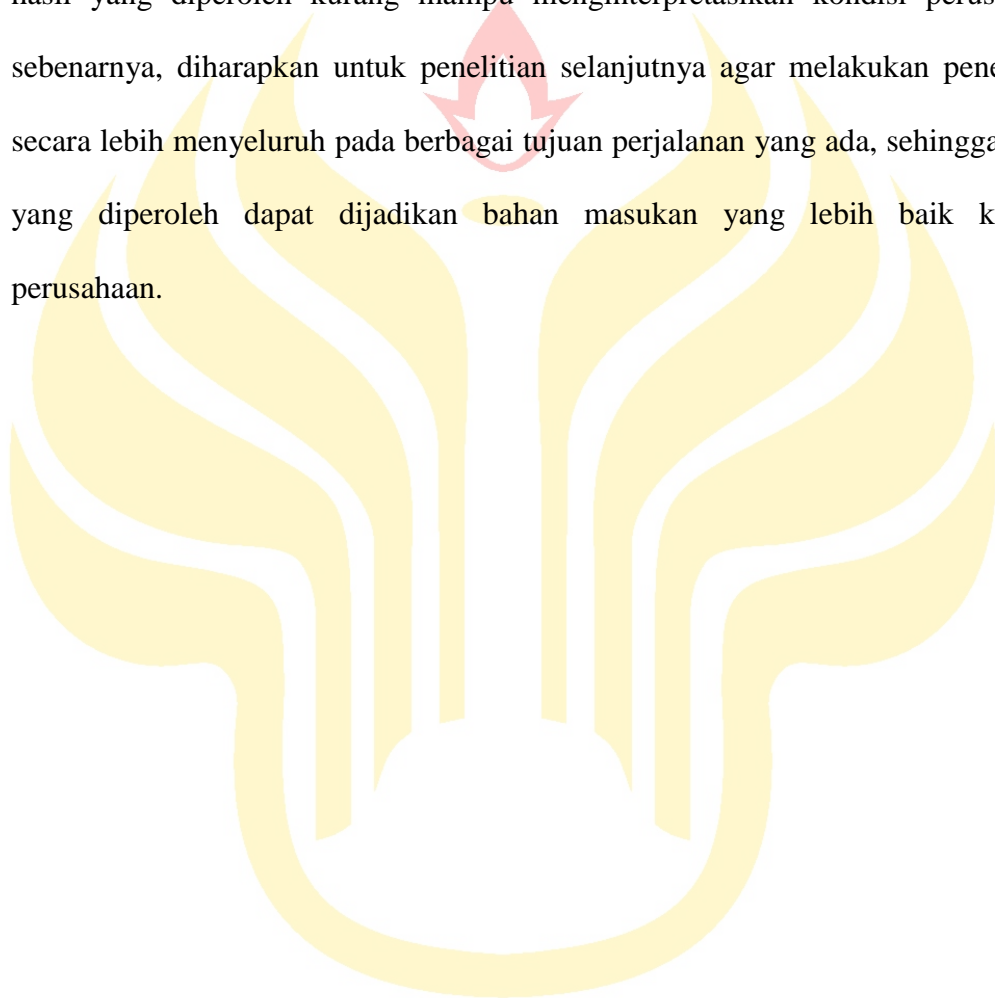 hasil yang diperoleh kurang mampu menginterpretasikan kondisi perus
sebenarnya, diharapkan untuk penelitian selanjutnya agar melakukan pene
secara lebih menyeluruh pada berbagai tujuan perjalanan yang ada, sehingga
yang diperoleh dapat dijadikan bahan masukan yang lebih baik k
perusahaan.